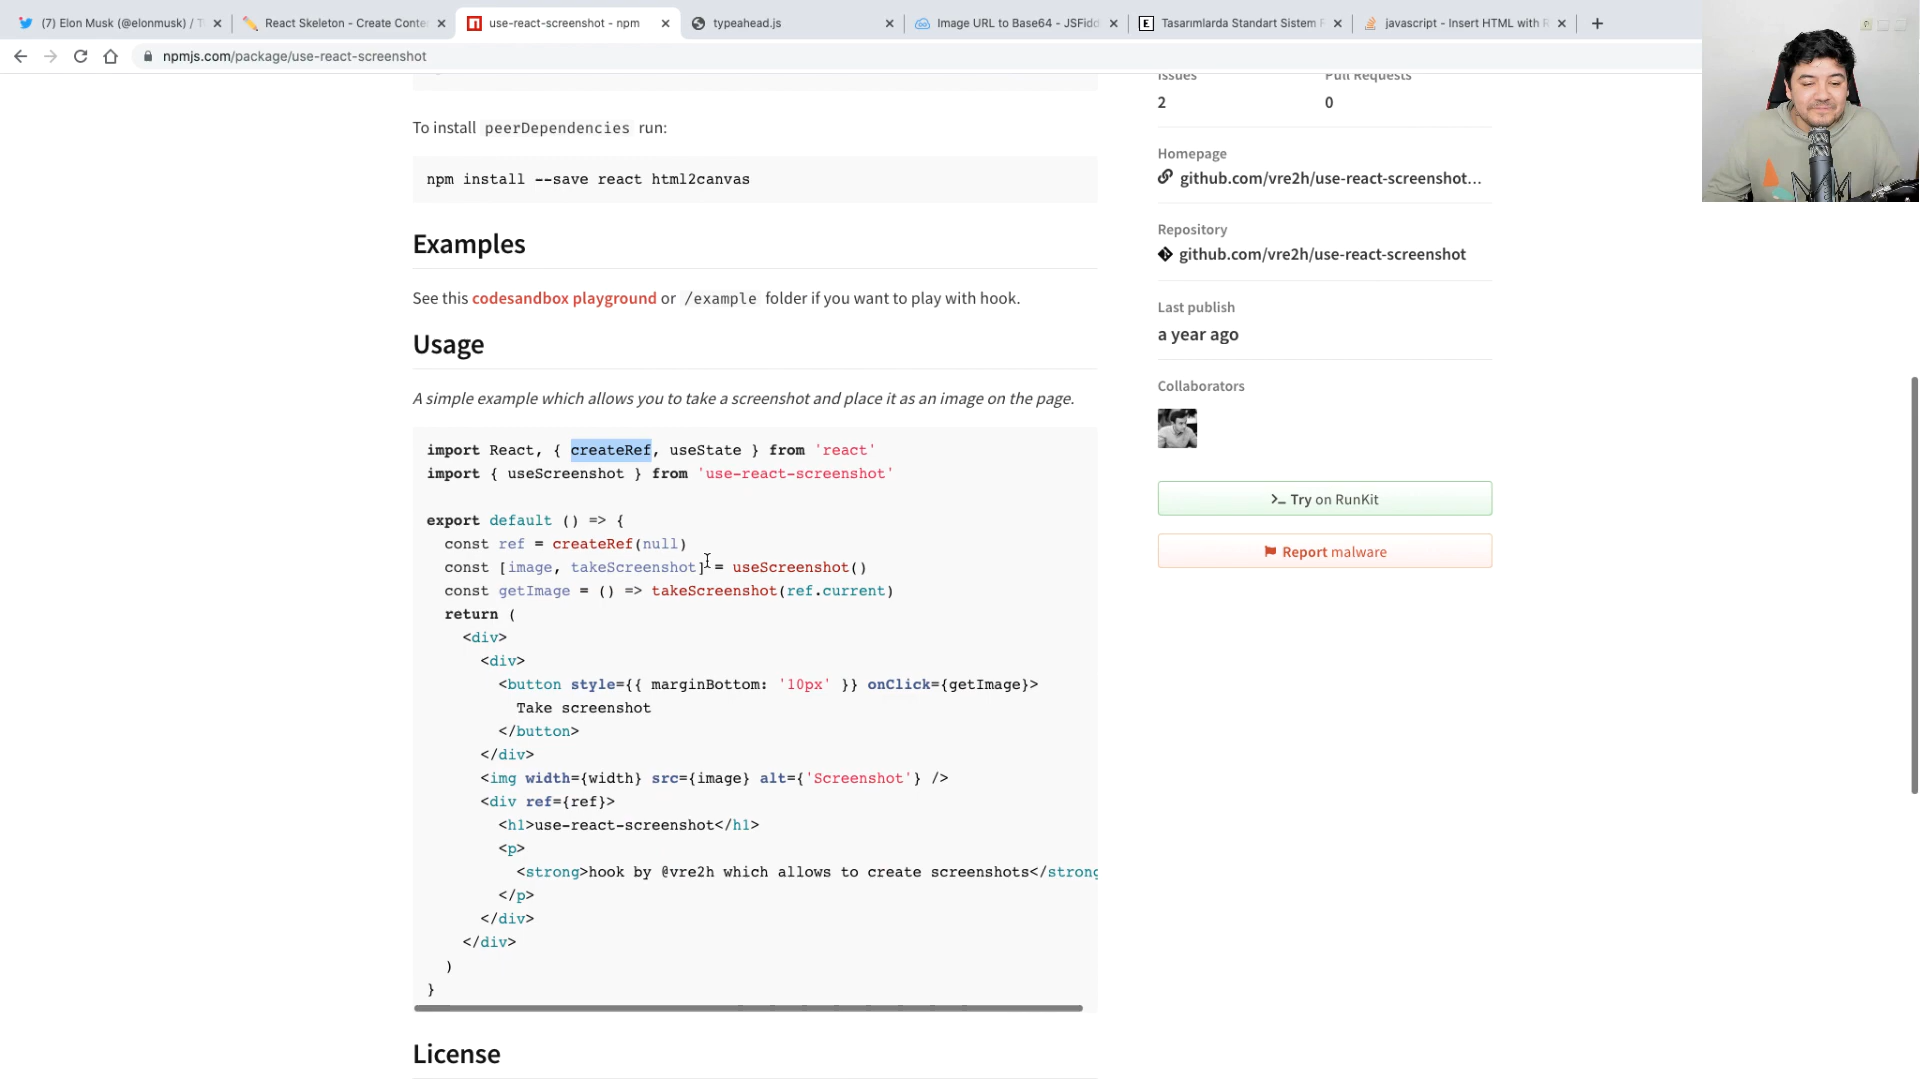 (7) Elon Musk (@elonmusk) / T
React Skeleton - Create Conte
use-react-screenshot - npm
typeahead.js
Image URL to Base64 - JSFidd
Tasarımlarda Standart Sistem F
javascript - Insert HTML with R
npmjs.com/package/use-react-screenshot
To install peerDependencies run:
npm install --save react html2canvas
Examples
See this codesandbox playground or /example folder if you want to play with hook.
Usage
A simple example which allows you to take a screenshot and place it as an image on the page.
import React, { createRef, useState } from 'react'
import { useScreenshot } from 'use-react-screenshot'
export default () => {
const ref = createRef(null)
const [image, takeScreenshot] = useScreenshot()
const getImage = () => takeScreenshot(ref.current)
return (
<div>
<div>
<button style={{ marginBottom: '10px' }} onClick={getImage}>
Take screenshot
</button>
</div>
<img width={width} src={image} alt={'Screenshot'} />
<div ref={ref}>
<h1>use-react-screenshot</h1>
<p>
<strong>hook by @vre2h which allows to create screenshots</strong
</p>
</div>
</div>
)
}
License
Issues
Pull Requests
2
0
Homepage
github.com/vre2h/use-react-screenshot...
Repository
github.com/vre2h/use-react-screenshot
Last publish
a year ago
Collaborators
>_ Try on RunKit
Report malware